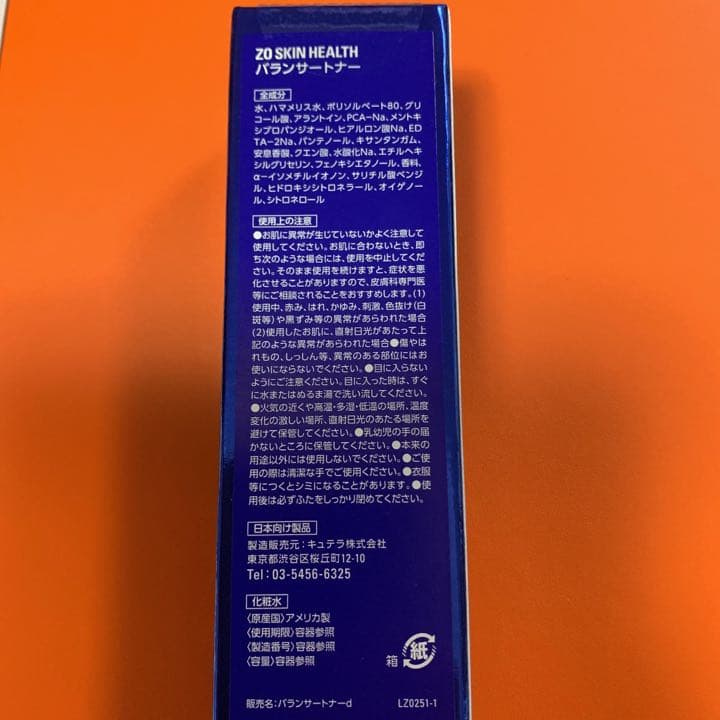 ZO SKIN HEALTH
バランサートナー
全成分
水、ハマメリス水、ポリソルベート80、グリ
コール酸、アラントイン、PCA-Na、メントキ
シプロパンジオール、ヒアルロン酸Na、ED
TA-2Na、パンテノール、キサンタンガム、
安息香酸、クエン酸、水酸化Na、エチルヘキ
シルグリセリン、フェノキシエタノール、香料、
α-イソメチルイオノン、サリチル酸ベンジ
ル、ヒドロキシシトロネラール、オイゲノー
ル、シトロネロール
使用上の注意
●お肌に異常が生じていないかよく注意して
使用してください。お肌に合わないとき、即
ち次のような場合には、使用を中止してくだ
さい。そのまま使用を続けますと、症状を悪
化させることがありますので、皮膚科専門医
等にご相談されることをおすすめします。(1)
使用中、赤み、はれ、かゆみ、刺激、色抜け(白
斑等)や黒ずみ等の異常があらわれた場合
(2)使用したお肌に、直射日光があたって上
記のような異常があらわれた場合●傷やは
れもの、しっしん等、異常のある部位にはお
使いにならないでください。●目に入らない
ようにご注意ください。目に入った時は、すぐ
に水またはぬるま湯で洗い流してください。
●火気の近くや高温・多湿・低温の場所、温度
変化の激しい場所、直射日光のあたる場所を
避けて保管してください。●乳幼児の手の届
かないところに保管してください。●本来の
用途以外には使用しないでください。●ご使
用の際は清潔な手でご使用ください。●衣服
等につくとシミになることがあります。●使
用後は必ずふたをしっかり閉めてください。
日本向け製品
製造販売元:キュテラ株式会社
東京都渋谷区桜丘町12-10
Tel:03-5456-6325
化粧水
〈原産国〉アメリカ製
〈使用期限〉容器参照
〈製造番号〉容器参照
〈容量〉容器参照
箱 紙
販売名:バランサートナーd LZ0251-1